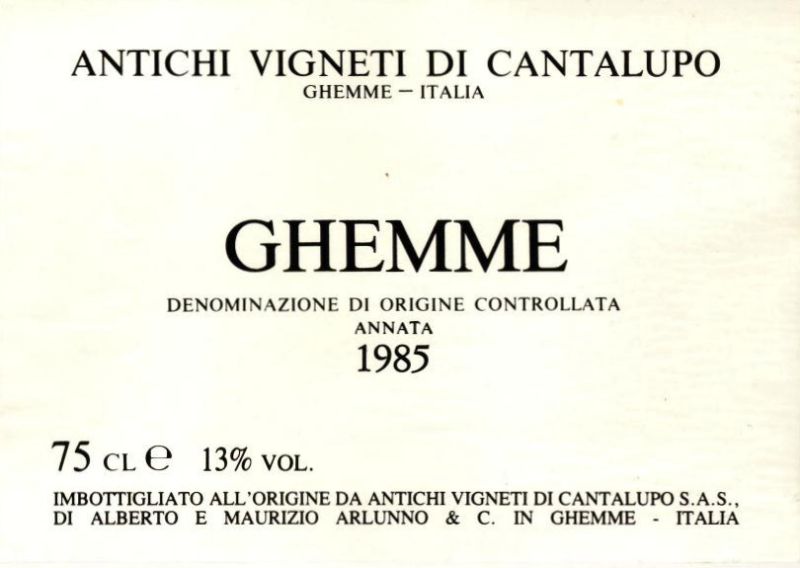 ANTICHI VIGNETI DI CANTALUPO
GHEMME – ITALIA
GHEMME
DENOMINAZIONE DI ORIGINE CONTROLLATA
ANNATA
1985
75 CL ℮ 13% VOL.
IMBOTTIGLIATO ALL'ORIGINE DA ANTICHI VIGNETI DI CANTALUPO S.A.S.,
DI ALBERTO E MAURIZIO ARLUNNO & C. IN GHEMME - ITALIA